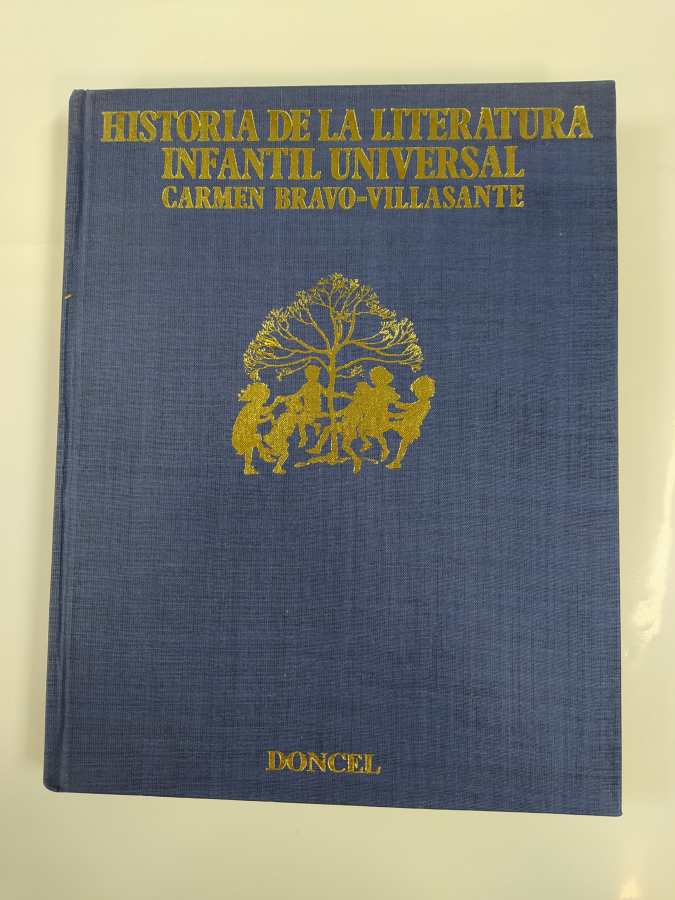 HISTORIA DE LA LITERATURA
INFANTIL UNIVERSAL
CARMEN BRAVO-VILLASANTE
DONCEL